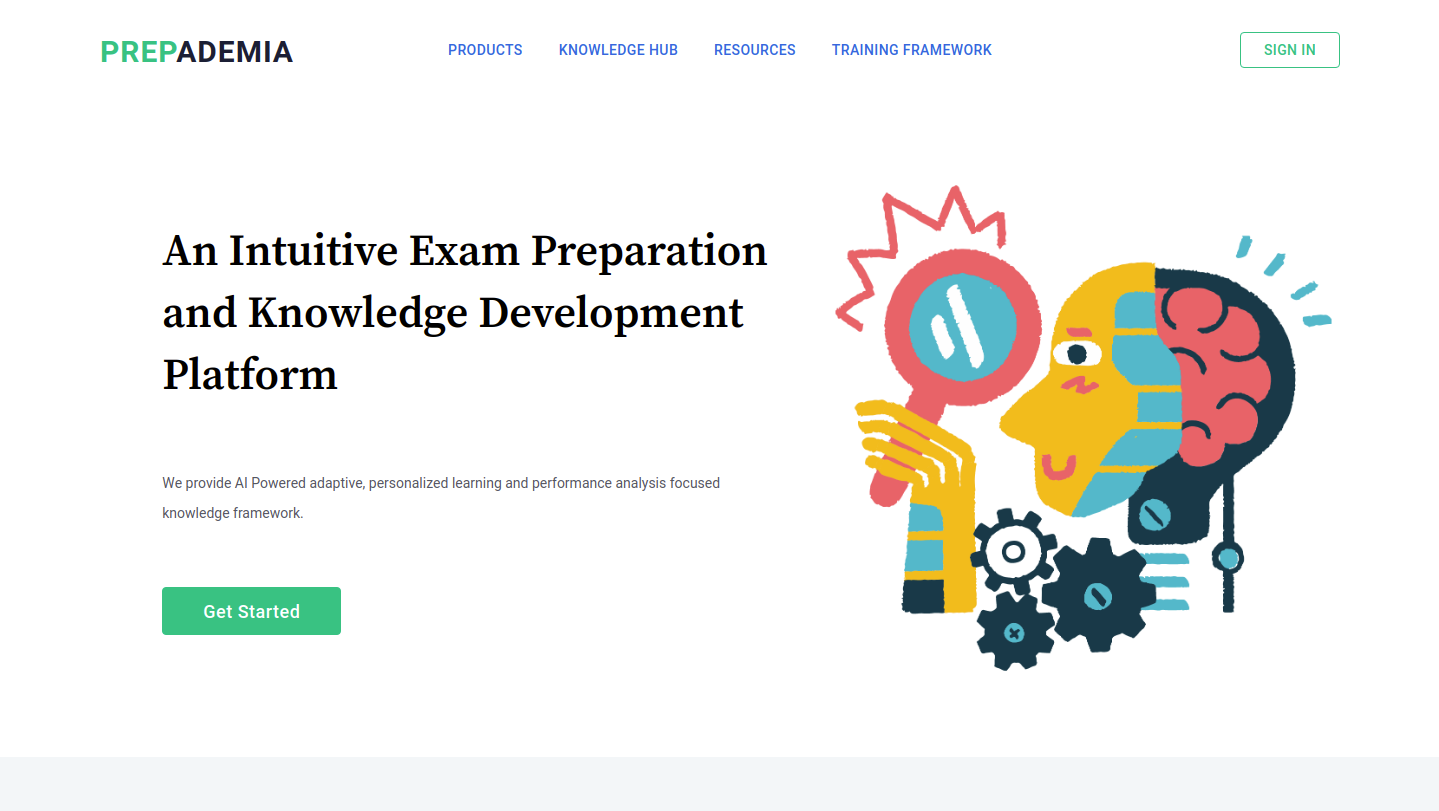 PREPADEMIA
PRODUCTS
KNOWLEDGE HUB
RESOURCES
TRAINING FRAMEWORK
SIGN IN
An Intuitive Exam Preparation
and Knowledge Development
Platform
We provide AI Powered adaptive, personalized learning and performance analysis focused
knowledge framework.
Get Started